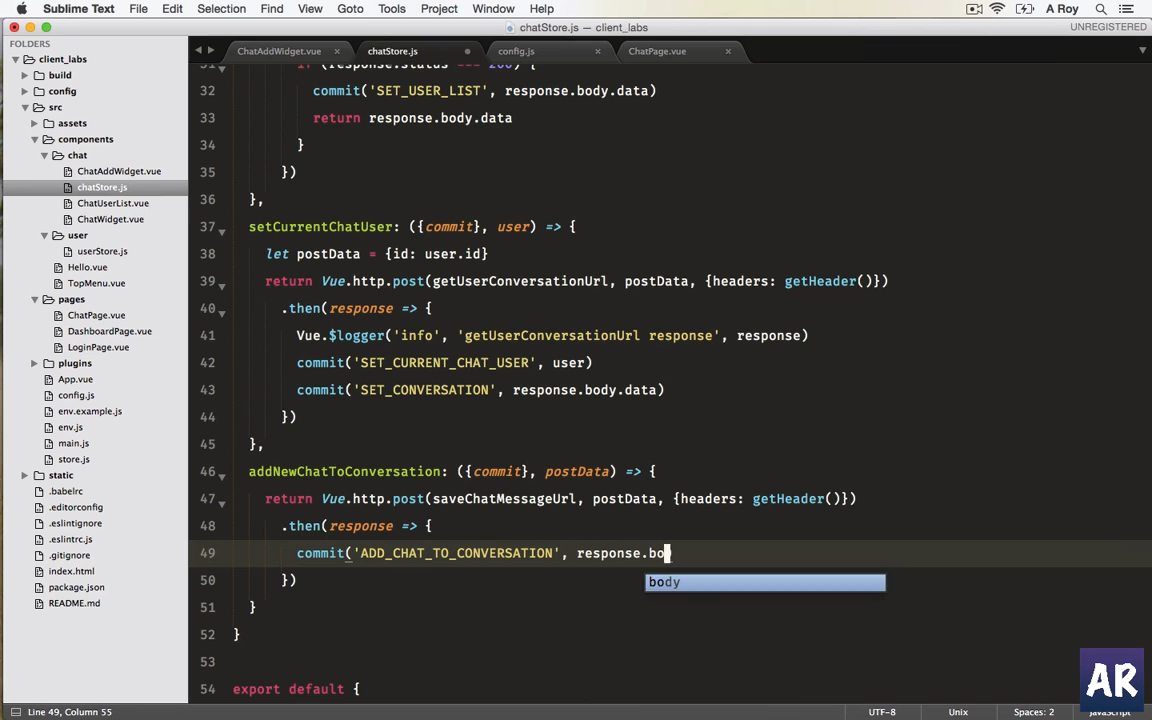 Sublime Text File Edit Selection Find View Goto Tools Project Window Help A Roy
chatStore.js — client_labs UNREGISTERED
FOLDERS
client_labs
build
config
src
assets
components
chat
ChatAddWidget.vue
chatStore.js
ChatUserList.vue
ChatWidget.vue
user
userStore.js
Hello.vue
TopMenu.vue
pages
ChatPage.vue
DashboardPage.vue
LoginPage.vue
plugins
App.vue
config.js
env.example.js
env.js
main.js
store.js
static
.babelrc
.editorconfig
.eslintignore
.eslintrc.js
.gitignore
index.html
package.json
README.md
ChatAddWidget.vue × chatStore.js config.js × ChatPage.vue ×
31 if (response.status === 200) {
32 commit('SET_USER_LIST', response.body.data)
33 return response.body.data
34 }
35 })
36 },
37 setCurrentChatUser: ({commit}, user) => {
38 let postData = {id: user.id}
39 return Vue.http.post(getUserConversationUrl, postData, {headers: getHeader()})
40 .then(response => {
41 Vue.$logger('info', 'getUserConversationUrl response', response)
42 commit('SET_CURRENT_CHAT_USER', user)
43 commit('SET_CONVERSATION', response.body.data)
44 })
45 },
46 addNewChatToConversation: ({commit}, postData) => {
47 return Vue.http.post(saveChatMessageUrl, postData, {headers: getHeader()})
48 .then(response => {
49 commit('ADD_CHAT_TO_CONVERSATION', response.bo)
body
50 })
51 }
52 }
53
54 export default {
AR
Line 49, Column 55 UTF-8 Unix Spaces: 2 JavaScript